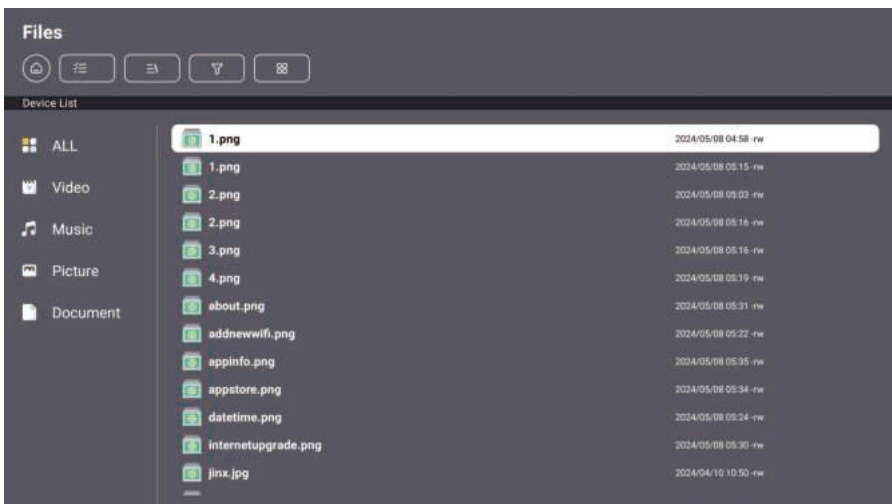 Files
Device List
ALL
Video
Music
Picture
Document
1.png 2024/05/08 04:58 -rw
1.png 2024/05/08 05:15 -rw
2.png 2024/05/08 05:03 -rw
2.png 2024/05/08 05:16 -rw
3.png 2024/05/08 05:16 -rw
4.png 2024/05/08 05:19 -rw
about.png 2024/05/08 05:31 -rw
addnewwifi.png 2024/05/08 05:22 -rw
appinfo.png 2024/05/08 05:35 -rw
appstore.png 2024/05/08 05:34 -rw
datetime.png 2024/05/08 05:24 -rw
internetupgrade.png 2024/05/08 05:30 -rw
jinx.jpg 2024/04/10 10:50 -rw